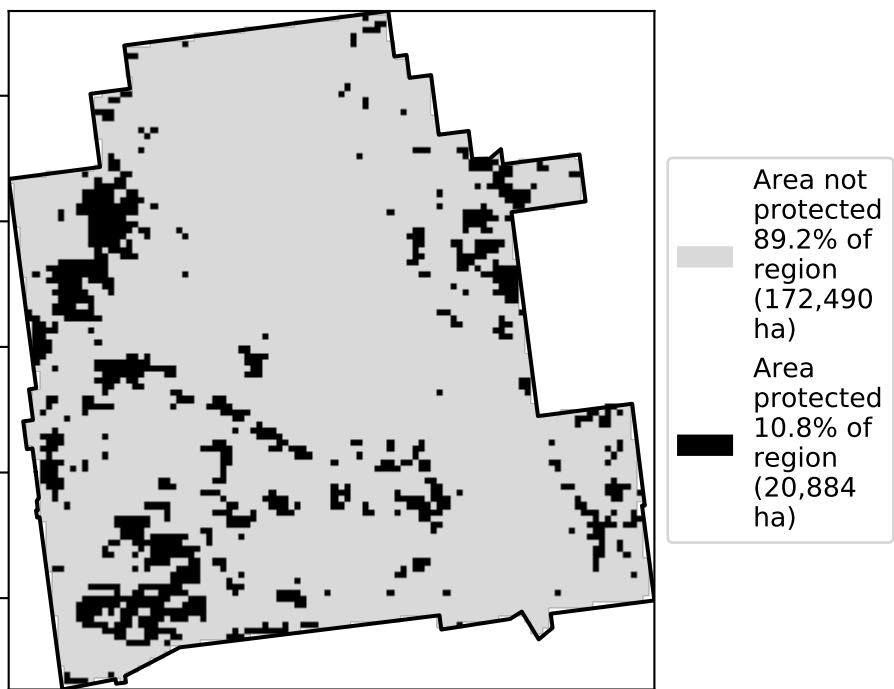 Area not
protected
89.2% of
region
(172,490
ha)
Area
protected
10.8% of
region
(20,884
ha)